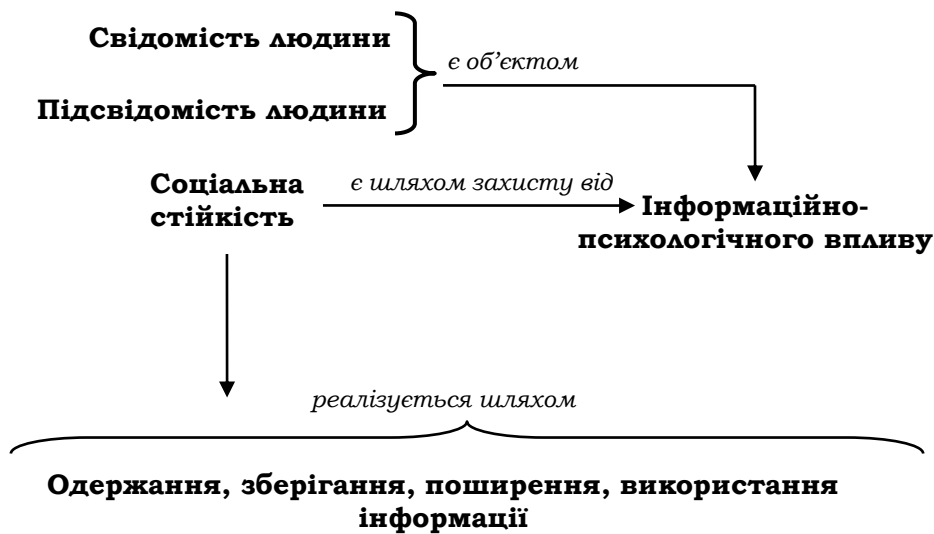 Свідомість людини
є об’єктом
Підсвідомість людини
Соціальна
стійкість
є шляхом захисту від
Інформаційно-
психологічного впливу
реалізується шляхом
Одержання, зберігання, поширення, використання
інформації